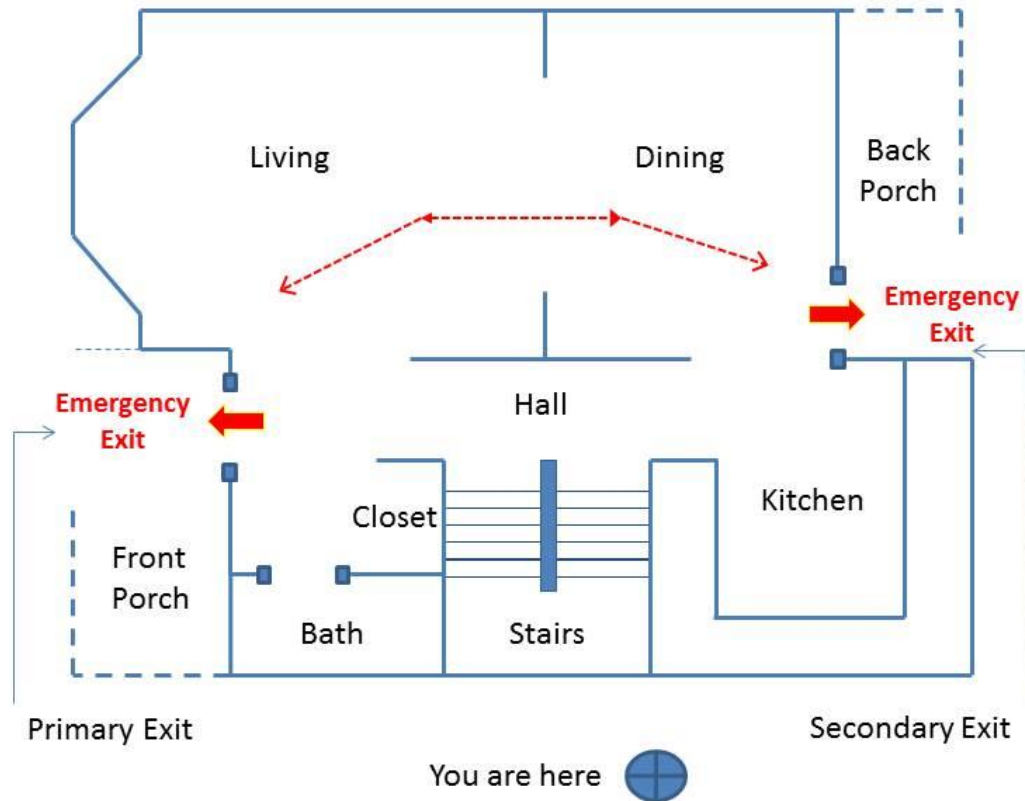 Living
Dining
Back
Porch
Emergency
Exit
Hall
Emergency
Exit
Closet
Kitchen
Front
Porch
Bath
Stairs
Primary Exit
Secondary Exit
You are here